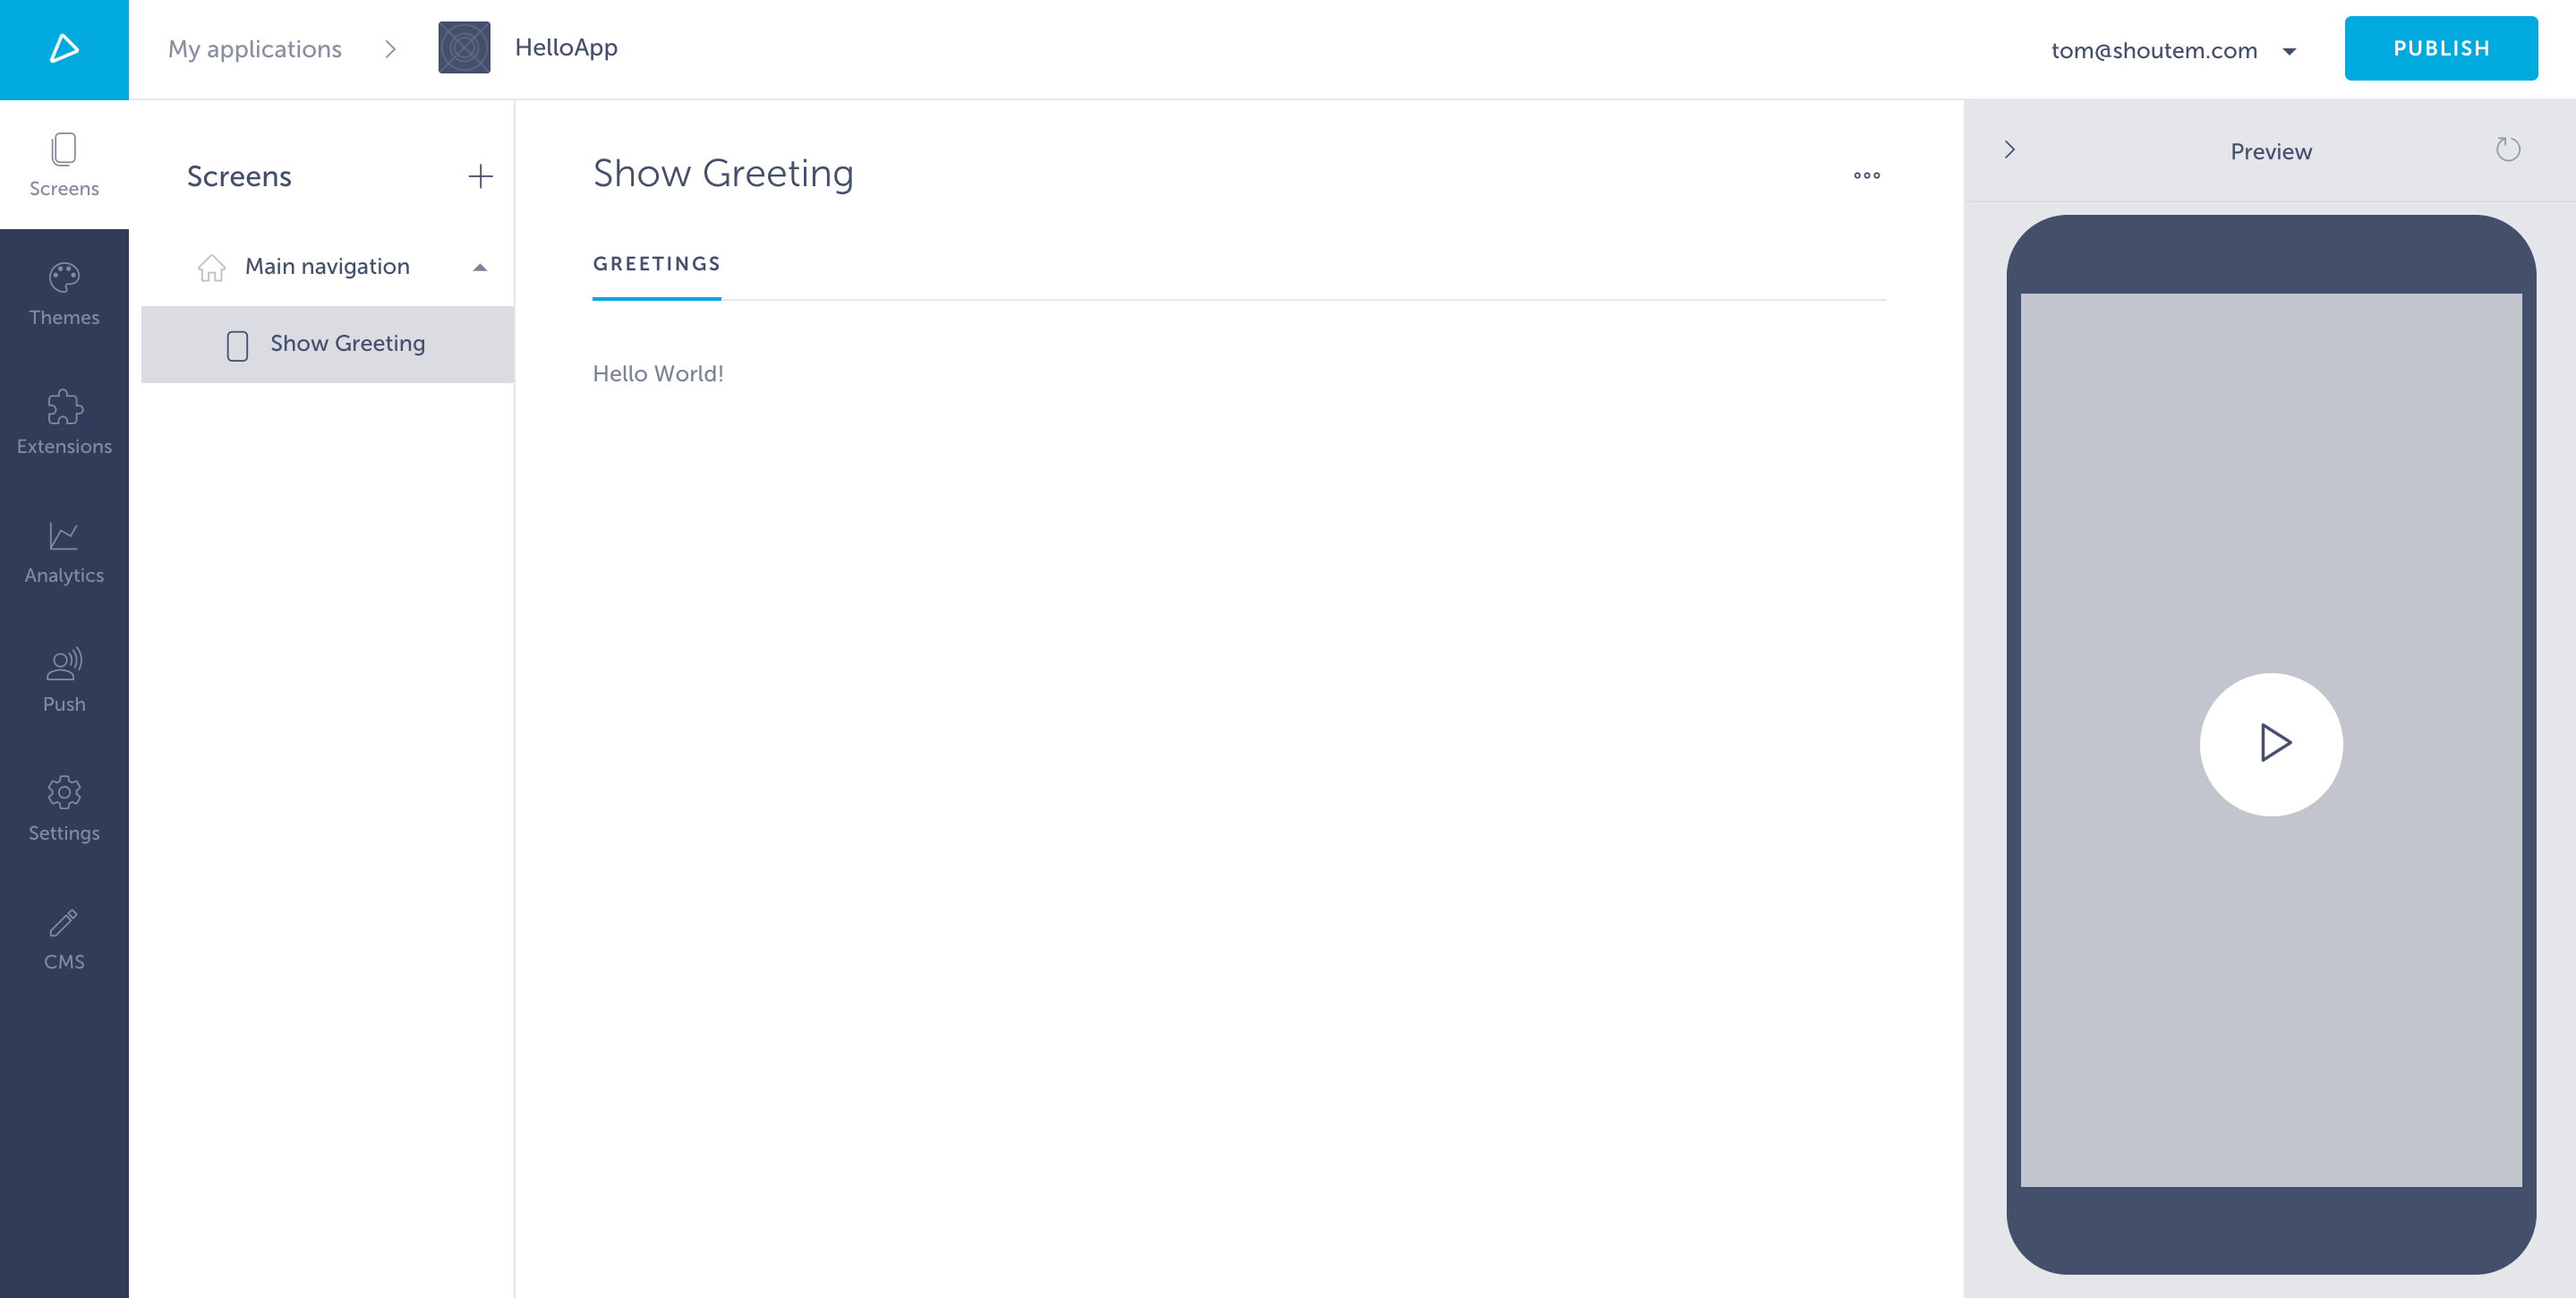 My applications
HelloApp
tom@shoutem.com
PUBLISH
Screens
Themes
Extensions
Analytics
Push
Settings
CMS
Screens
Main navigation
Show Greeting
Show Greeting
GREETINGS
Hello World!
Preview